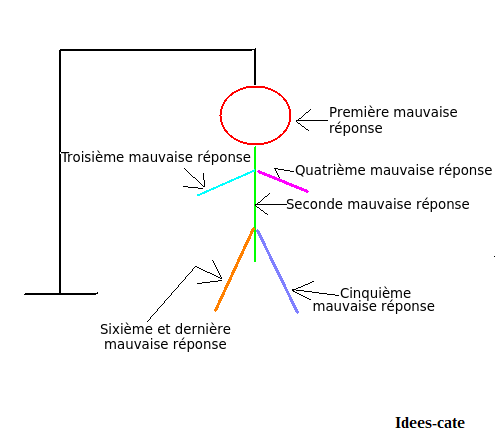 Première mauvaise
réponse
Troisième mauvaise réponse
Quatrième mauvaise réponse
Seconde mauvaise réponse
Cinquième
mauvaise réponse
Sixième et dernière
mauvaise réponse
Idees-cate